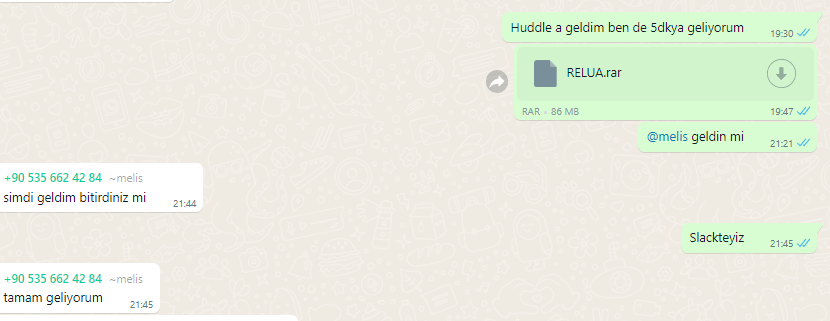 Huddle a geldim ben de 5dkya geliyorum
19:30
RELUA.rar
RAR · 86 MB
19:47
@melis geldin mi
21:21
+90 535 662 42 84 ~melis
simdi geldim bitirdiniz mi
21:44
Slackteyiz
21:45
+90 535 662 42 84 ~melis
tamam geliyorum
21:45